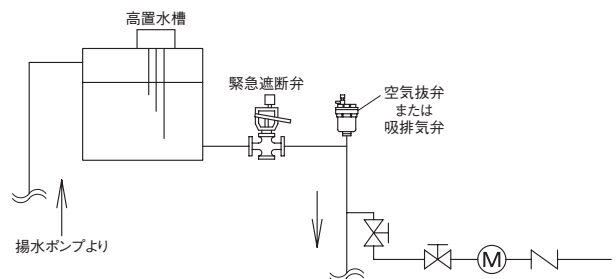 高置水槽
緊急遮断弁
空気抜弁
または
吸排気弁
揚水ポンプより
M